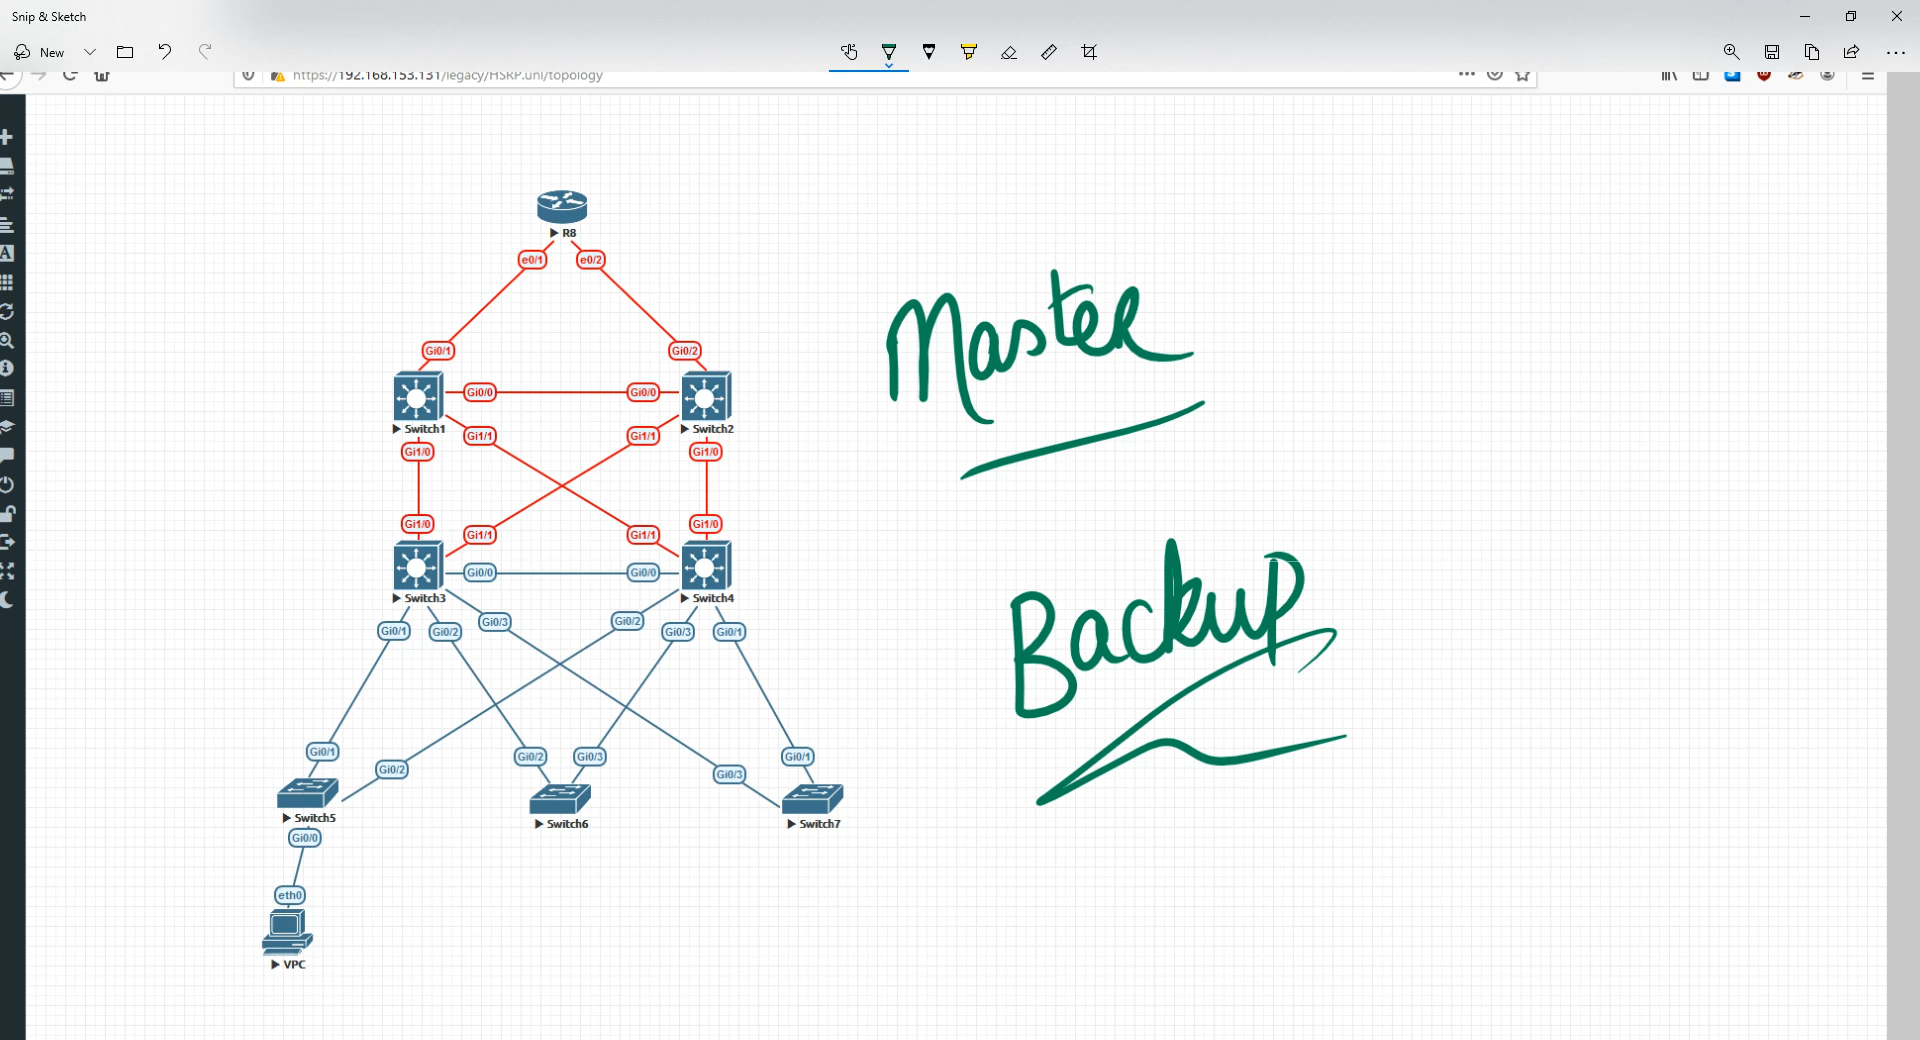 Snip & Sketch
New
https://192.168.153.131/legacy/HSRP.unl/topology
R8
e0/1 e0/2
Gi0/1 Gi0/2
Gi0/0 Gi0/0
Switch1 Switch2
Gi1/1 Gi1/1
Gi1/0 Gi1/0
Gi1/0 Gi1/0
Gi1/1 Gi1/1
Gi0/0 Gi0/0
Switch3 Switch4
Gi0/3 Gi0/2
Gi0/1 Gi0/2 Gi0/3 Gi0/1
Gi0/1 Gi0/2 Gi0/3 Gi0/1
Gi0/2 Gi0/3
Switch5 Switch6 Switch7
Gi0/0
eth0
VPC
Master
Backup